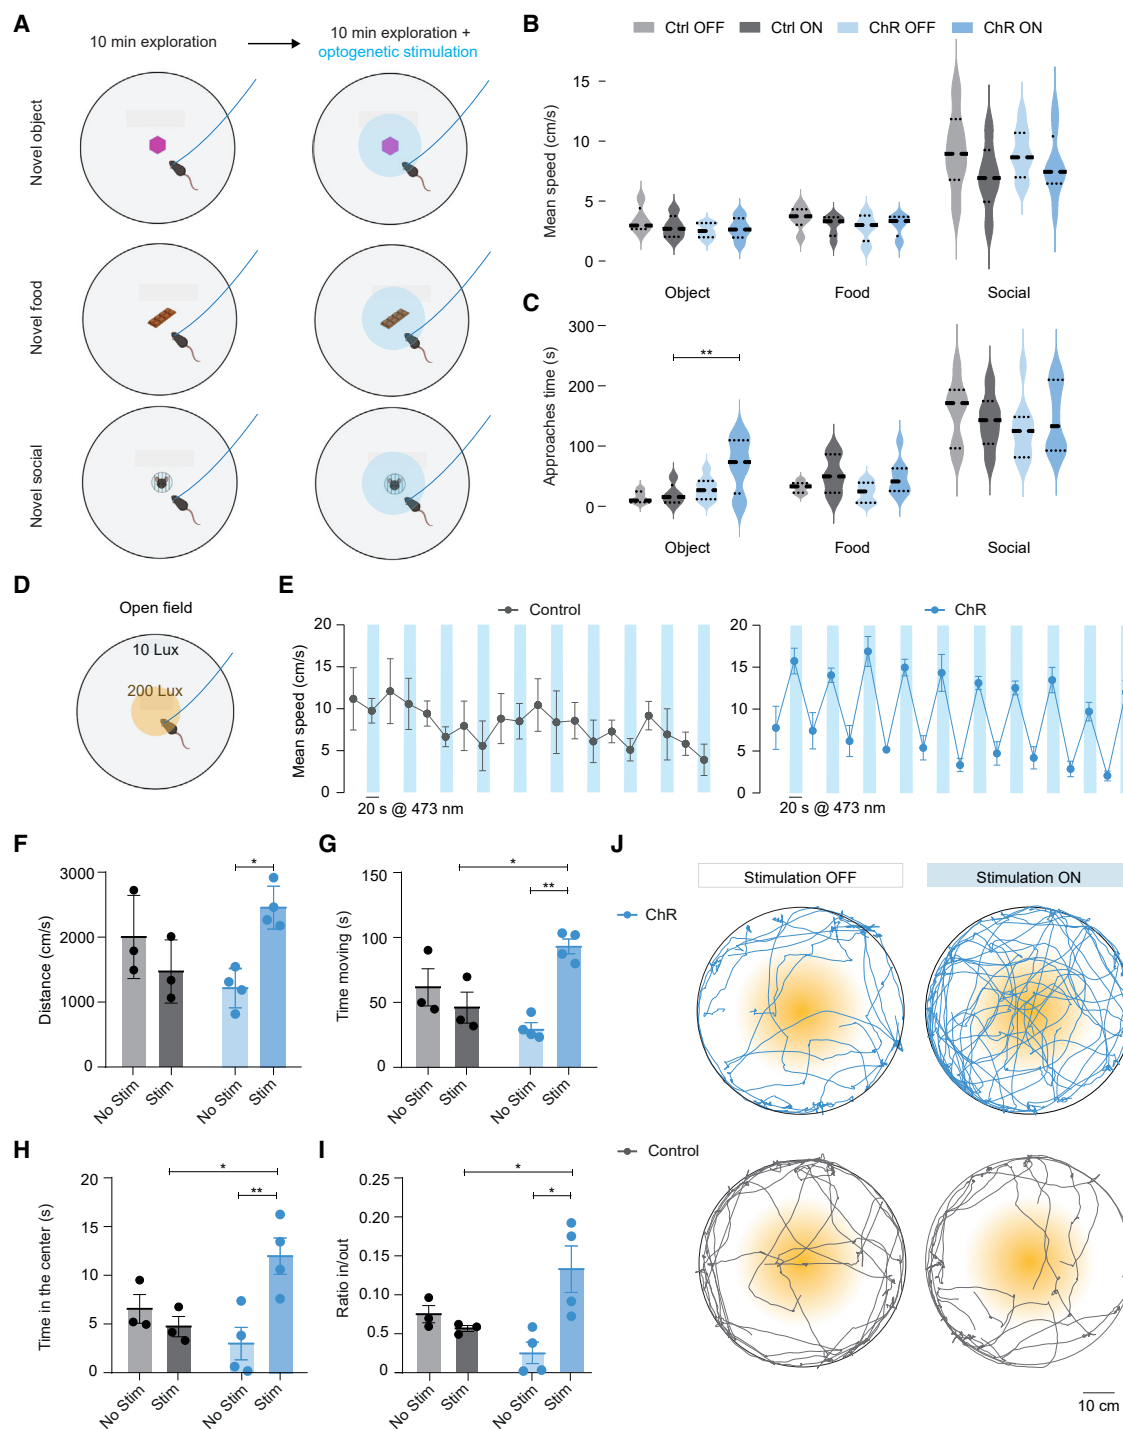 A
10 min exploration
10 min exploration +
optogenetic stimulation
Novel object
Novel food
Novel social
B
Ctrl OFF
Ctrl ON
ChR OFF
ChR ON
Mean speed (cm/s)
15
10
5
0
Object
Food
Social
C
Approaches time (s)
300
200
100
0
**
Object
Food
Social
D
Open field
10 Lux
200 Lux
E
Control
Mean speed (cm/s)
20
15
10
5
0
20 s @ 473 nm
ChR
20
15
10
5
0
20 s @ 473 nm
F
Distance (cm/s)
3000
2000
1000
0
*
No Stim
Stim
No Stim
Stim
G
Time moving (s)
150
100
50
0
*
**
No Stim
Stim
No Stim
Stim
H
Time in the center (s)
20
15
10
5
0
*
**
No Stim
Stim
No Stim
Stim
I
Ratio in/out
0.25
0.20
0.15
0.10
0.5
0
*
*
No Stim
Stim
No Stim
Stim
J
Stimulation OFF
Stimulation ON
ChR
Control
10 cm